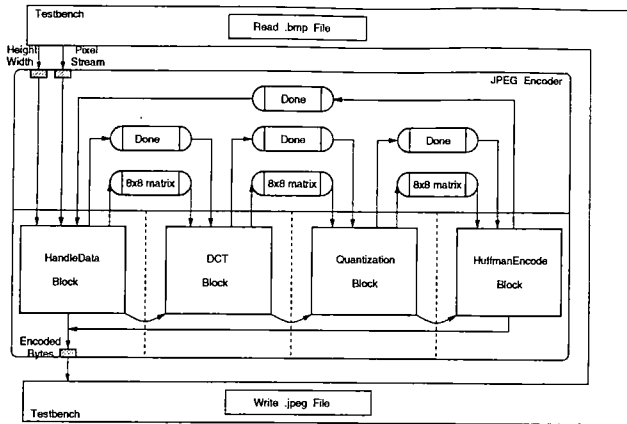 Testbench
Read .bmp File
Height
Width
Pixel
Stream
JPEG Encoder
Done
Done
Done
Done
8x8 matrix
8x8 matrix
8x8 matrix
HandleData
Block
DCT
Block
Quantization
Block
HuffmanEncode
Block
Encoded
Bytes
Write .jpeg File
Testbench